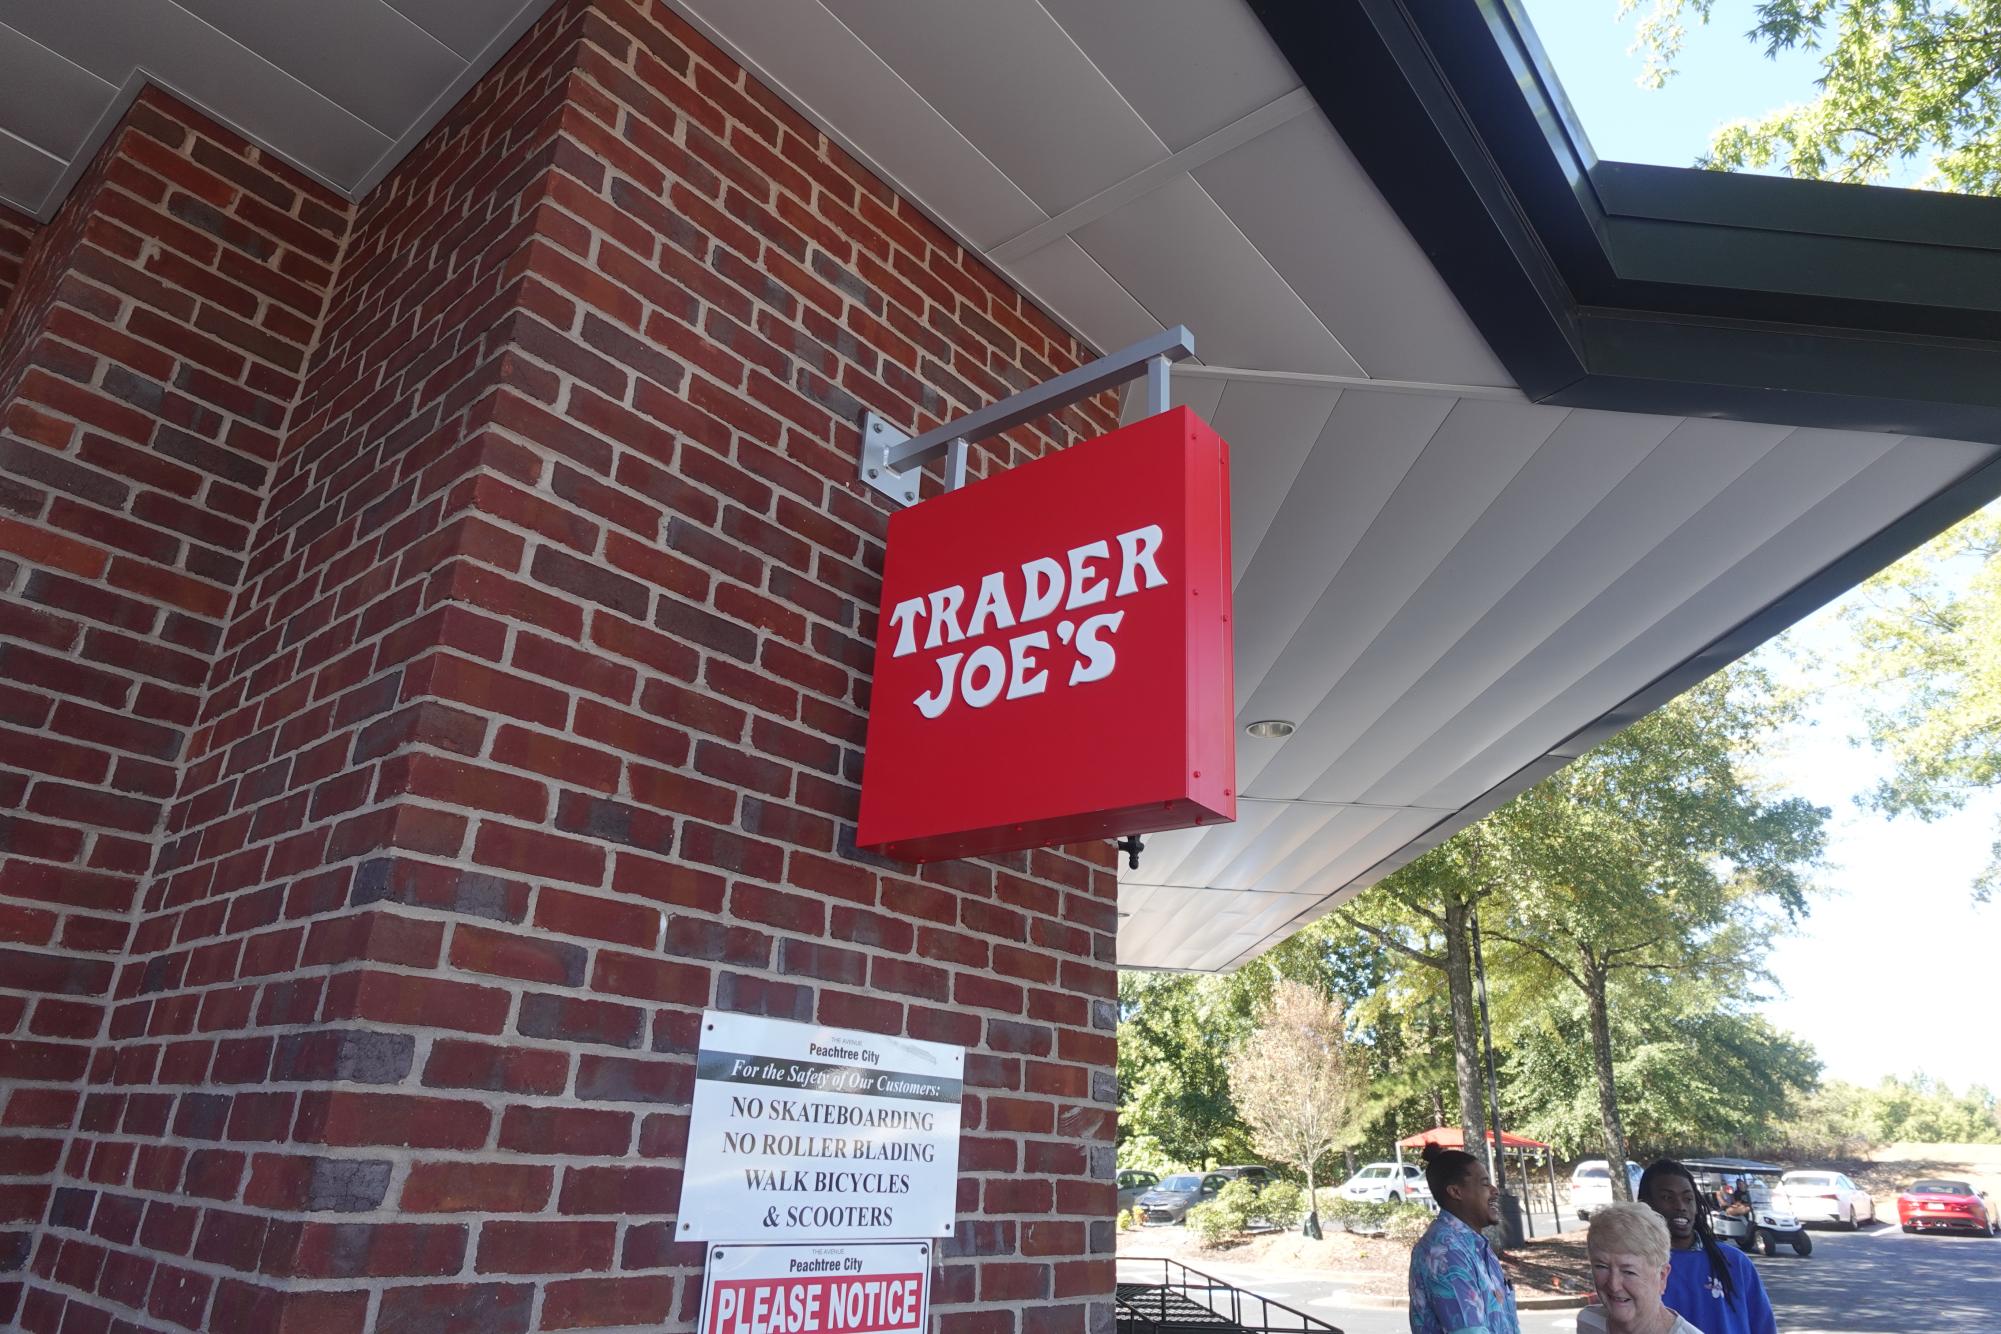 TRADER
JOE'S
THE AVENUE
Peachtree City
For the Safety of Our Customers:
NO SKATEBOARDING
NO ROLLER BLADING
WALK BICYCLES
& SCOOTERS
THE AVENUE
Peachtree City
PLEASE NOTICE